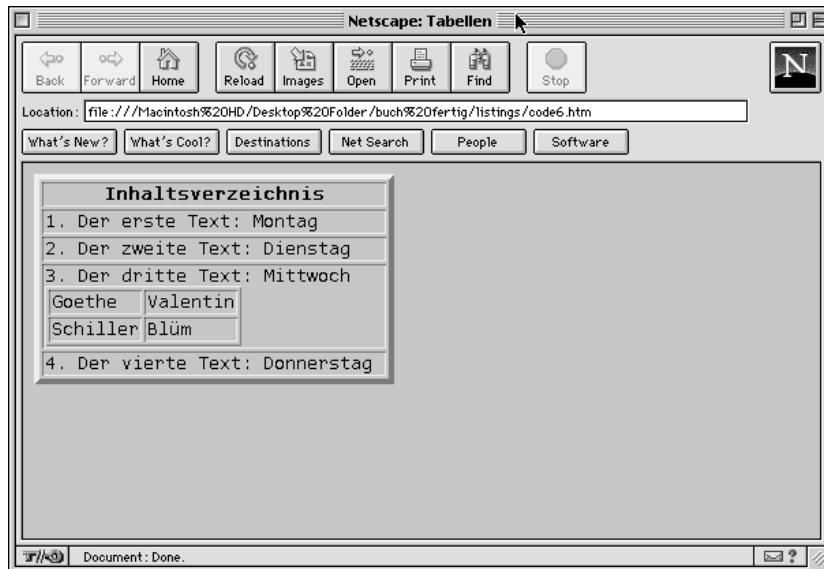 Netscape: Tabellen
Back Forward Home Reload Images Open Print Find Stop
N
Location: file:///Macintosh%20HD/Desktop%20Folder/buch%20fertig/listings/code6.htm
What's New? What's Cool? Destinations Net Search People Software
Inhaltsverzeichnis
1. Der erste Text: Montag
2. Der zweite Text: Dienstag
3. Der dritte Text: Mittwoch
Goethe Valentin
Schiller Blüm
4. Der vierte Text: Donnerstag
Document: Done.
?